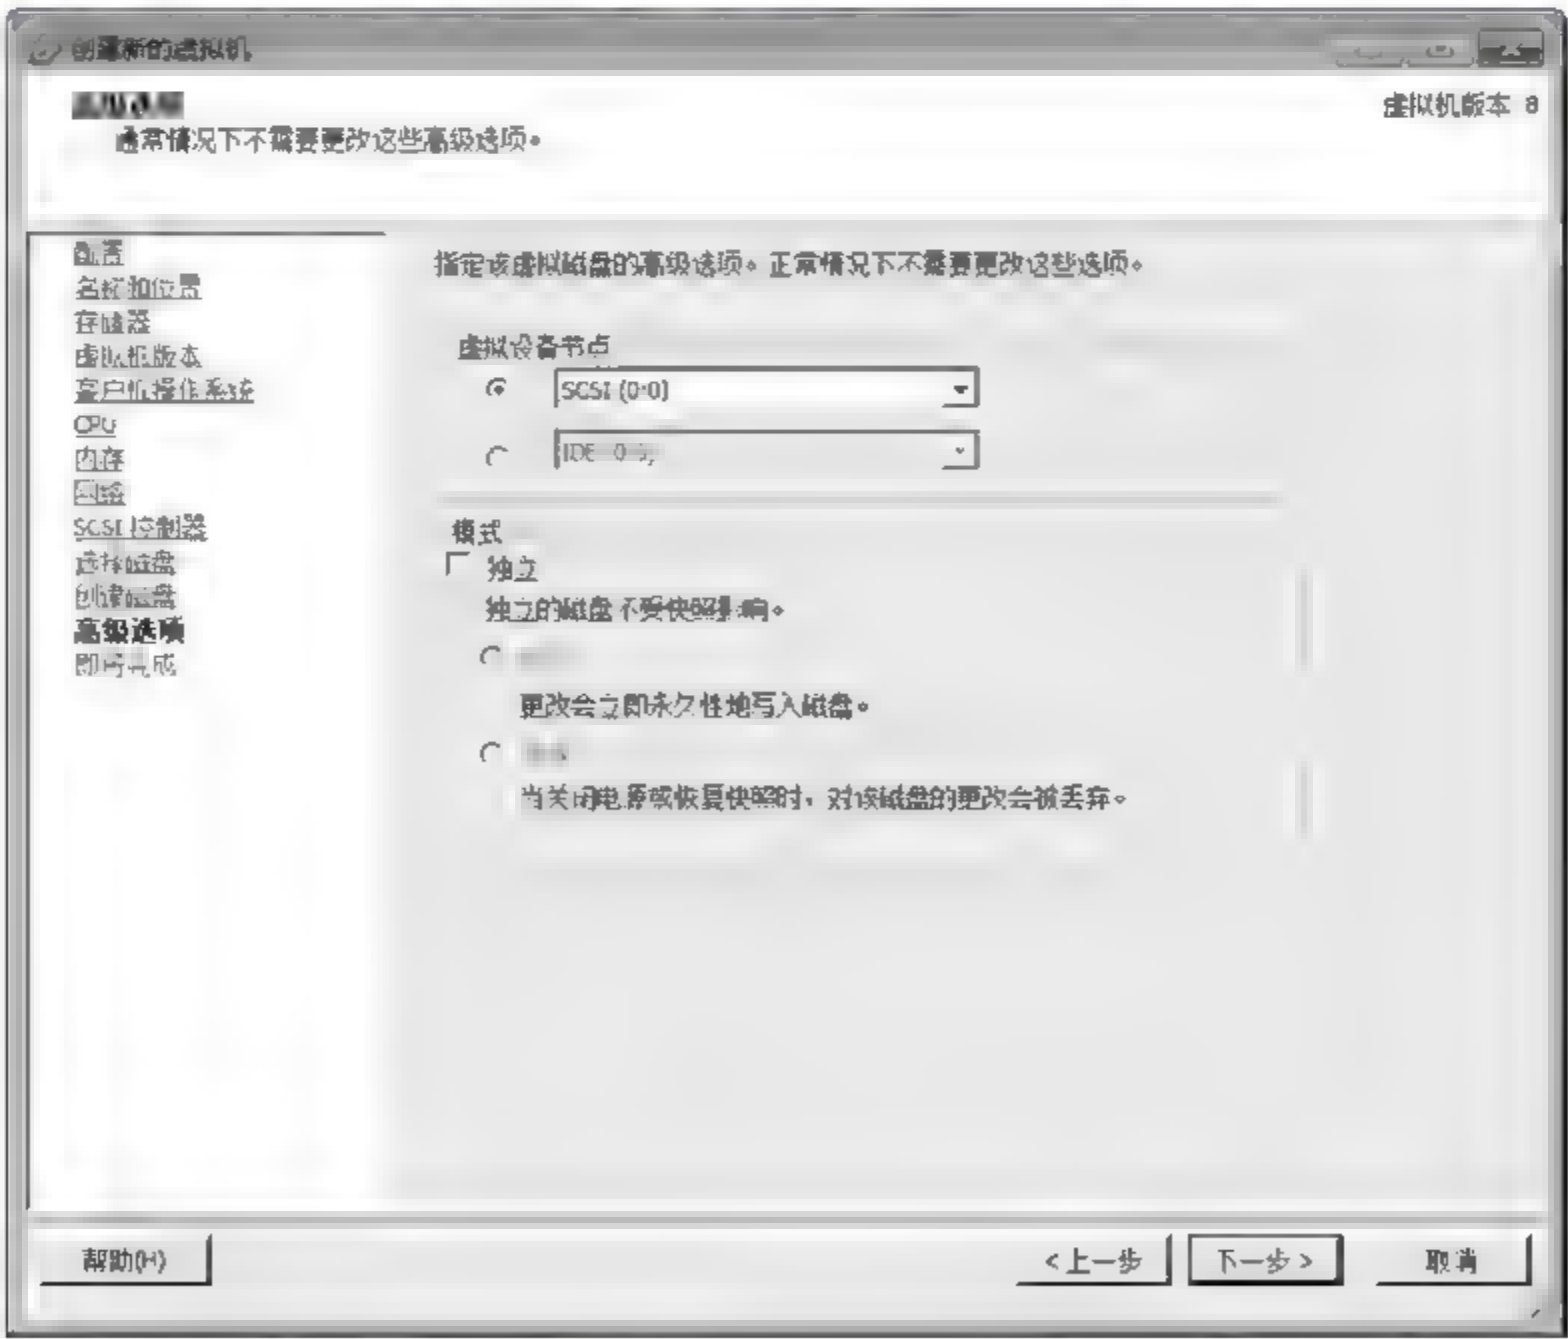 创建新的虚拟机
高级选项
虚拟机版本 8
通常情况下不需要更改这些高级选项。
配置
名称和位置
存储器
虚拟机版本
客户机操作系统
CPU
内存
网络
SCSI 控制器
选择磁盘
创建磁盘
高级选项
即将完成
指定该虚拟磁盘的高级选项。正常情况下不需要更改这些选项。
虚拟设备节点
SCSI (0:0)
模式
独立
独立的磁盘不受快照影响。
更改会立即永久性地写入磁盘。
当关闭电源或恢复快照时，对该磁盘的更改会被丢弃。
帮助(H)
<上一步
下一步 >
取消